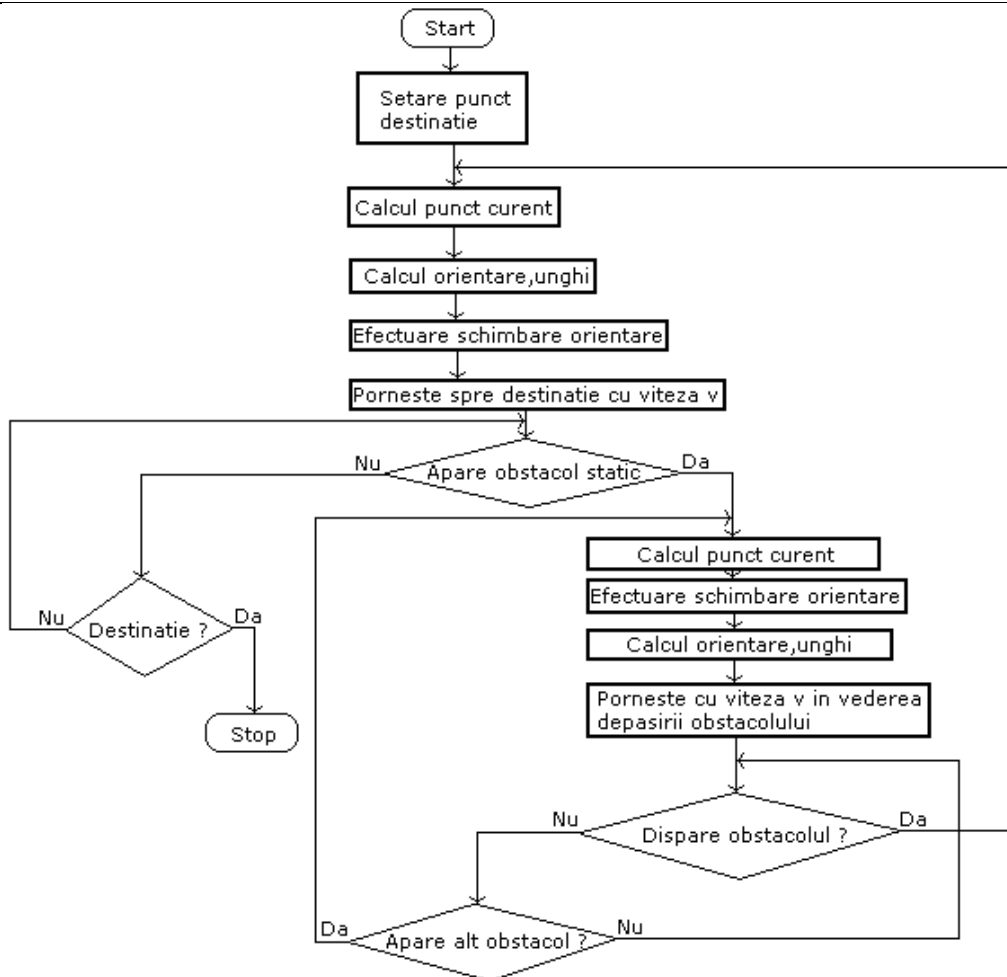 Start
Setare punct
destinatie
Calcul punct curent
Calcul orientare,unghi
Efectuare schimbare orientare
Porneste spre destinatie cu viteza v
Nu
Apare obstacol static
Da
Calcul punct curent
Efectuare schimbare orientare
Calcul orientare,unghi
Porneste cu viteza v in vederea
depasirii obstacolului
Nu
Destinatie ?
Da
Stop
Nu
Dispare obstacolul ?
Da
Da
Apare alt obstacol ?
Nu